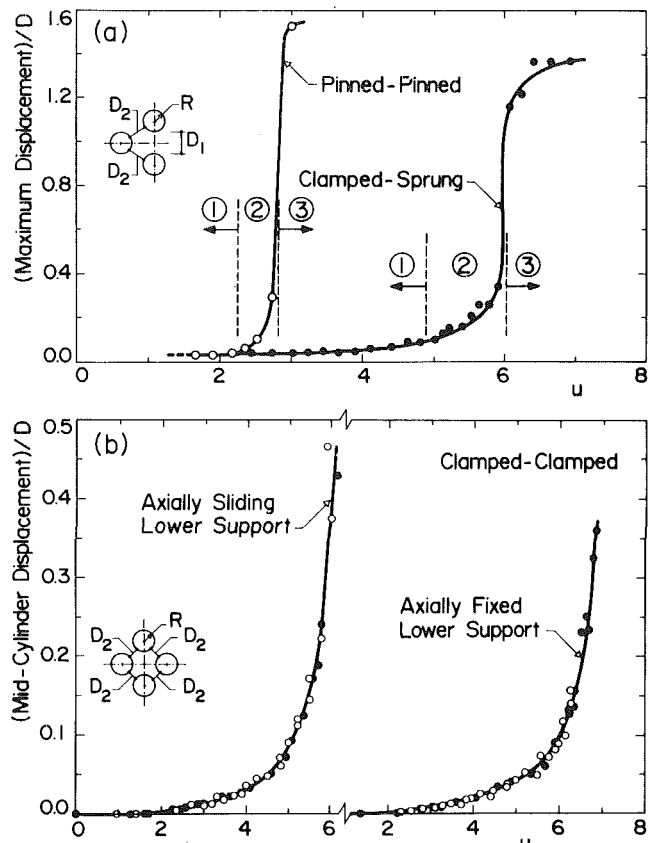 (a)
(Maximum Displacement)/D
1.6
1.2
0.8
0.4
0.0
D2
R
D1
D2
Pinned-Pinned
Clamped-Sprung
1 2 3
1 2 3
0 2 4 6 8
u
(b)
(Mid-Cylinder Displacement)/D
0.5
0.4
0.3
0.2
0.1
0.0
Axially Sliding
Lower Support
Clamped-Clamped
Axially Fixed
Lower Support
R
D2 D2
D2 D2
0 2 4 6 2 4 6 8